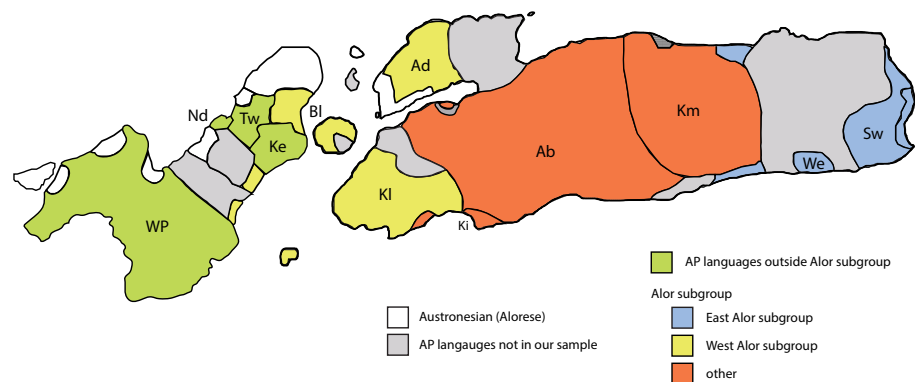 Ad
Nd
Tw
Bl
Km
Ke
Ab
Sw
We
Kl
WP
Ki
AP languages outside Alor subgroup
Alor subgroup
Austronesian (Alorese)
East Alor subgroup
AP langauges not in our sample
West Alor subgroup
other